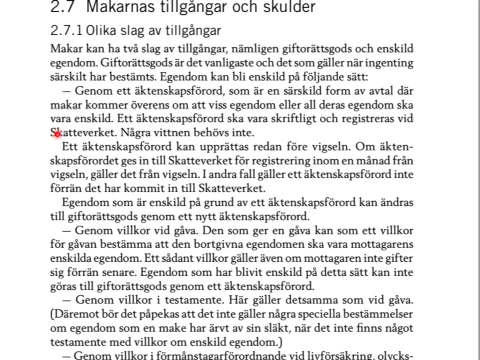 2.7 Makarnas tillgångar och skulder
2.7.1 Olika slag av tillgångar
Makar kan ha två slag av tillgångar, nämligen giftorättsgods och enskild
egendom. Giftorättsgods är det vanligaste och det som gäller när ingenting
särskilt har bestämts. Egendom kan bli enskild på följande sätt:
— Genom ett äktenskapsförord, som är en särskild form av avtal där
makar kommer överens om att viss egendom eller all deras egendom ska
vara enskild. Ett äktenskapsförord ska vara skriftligt och registreras vid
Skatteverket. Några vittnen behövs inte.
Ett äktenskapsförord kan upprättas redan före vigseln. Om äkten-
skapsförordet ges in till Skatteverket för registrering inom en månad från
vigseln, gäller det från vigseln. I andra fall gäller ett äktenskapsförord inte
förrän det har kommit in till Skatteverket.
Egendom som är enskild på grund av ett äktenskapsförord kan ändras
till giftorättsgods genom ett nytt äktenskapsförord.
— Genom villkor vid gåva. Den som ger en gåva kan som ett villkor
för gåvan bestämma att den bortgivna egendomen ska vara mottagarens
enskilda egendom. Ett sådant villkor gäller även om mottagaren inte gifter
sig förrän senare. Egendom som har blivit enskild på detta sätt kan inte
göras till giftorättsgods genom ett äktenskapsförord.
— Genom villkor i testamente. Här gäller detsamma som vid gåva.
(Däremot bör det påpekas att det inte gäller några speciella bestämmelser
om egendom som en make har ärvt av sin släkt, när det inte finns något
testamente med villkor om enskild egendom.)
— Genom villkor i förmånstagarförordnande vid livförsäkring, olycks-